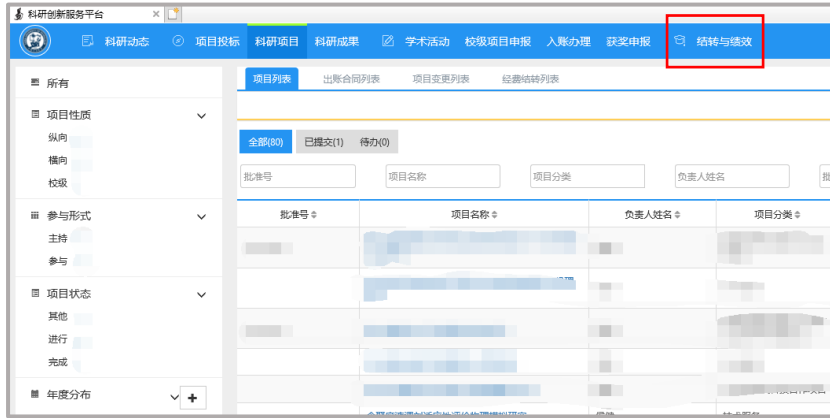 科研创新服务平台
科研动态 项目投标 科研项目 科研成果 学术活动 校级项目申报 入账办理 获奖申报 结转与绩效
所有
项目性质
纵向
横向
校级
参与形式
主持
参与
项目状态
其他
进行
完成
年度分布
项目列表 出账合同列表 项目变更列表 经费结转列表
全部(80) 已提交(1) 待办(0)
批准号 项目名称 项目分类 负责人姓名 批
批准号 项目名称 负责人姓名 项目分类